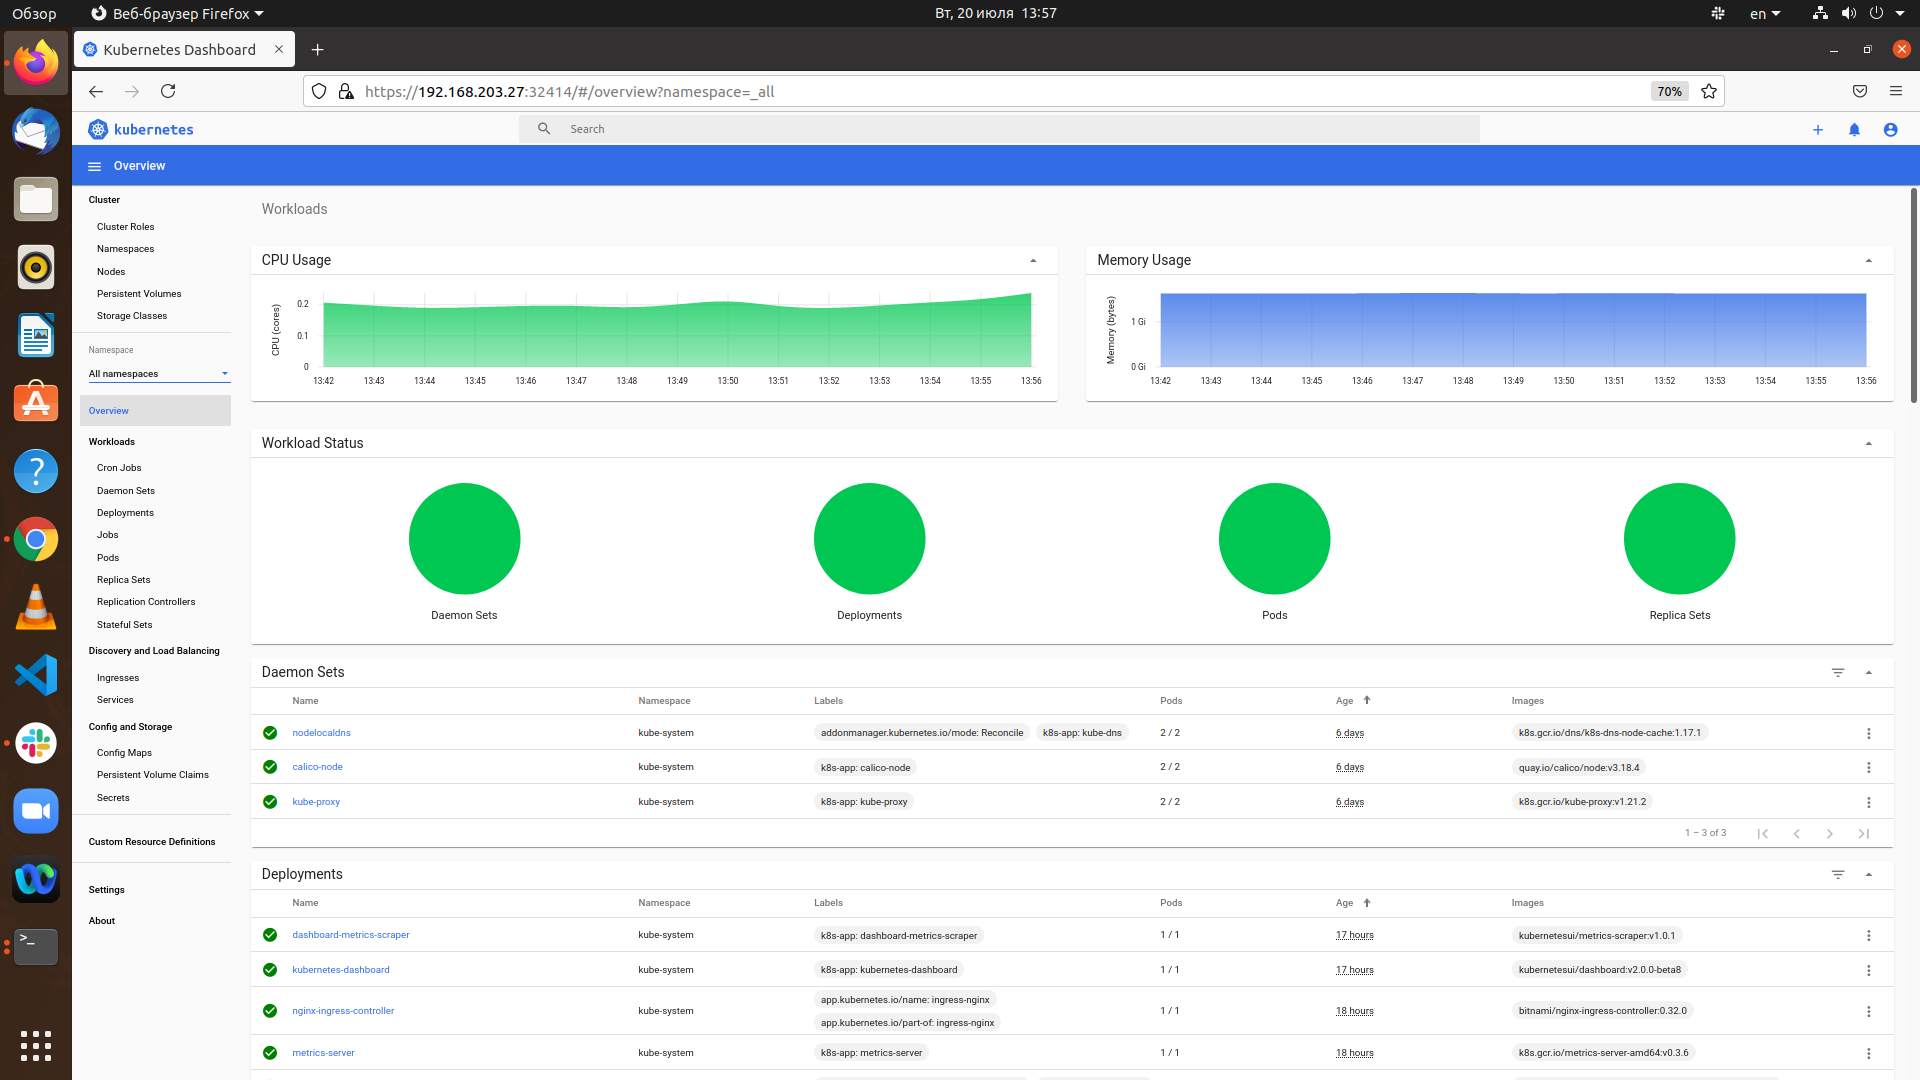 Обзор
Веб-браузер Firefox
Вт, 20 июля 13:57
en
Kubernetes Dashboard
https://192.168.203.27:32414/#/overview?namespace=_all
70%
kubernetes
Search
Overview
Cluster
Cluster Roles
Namespaces
Nodes
Persistent Volumes
Storage Classes
Namespace
All namespaces
Overview
Workloads
Cron Jobs
Daemon Sets
Deployments
Jobs
Pods
Replica Sets
Replication Controllers
Stateful Sets
Discovery and Load Balancing
Ingresses
Services
Config and Storage
Config Maps
Persistent Volume Claims
Secrets
Custom Resource Definitions
Settings
About
Workloads
CPU Usage
CPU (cores)
0.2
0.1
0
13:42 13:43 13:44 13:45 13:46 13:47 13:48 13:49 13:50 13:51 13:52 13:53 13:54 13:55 13:56
Memory Usage
Memory (bytes)
1 Gi
0 Gi
13:42 13:43 13:44 13:45 13:46 13:47 13:48 13:49 13:50 13:51 13:52 13:53 13:54 13:55 13:56
Workload Status
Daemon Sets Deployments Pods Replica Sets
Daemon Sets
Name Namespace Labels Pods Age Images
nodelocaldns kube-system addonmanager.kubernetes.io/mode: Reconcile k8s-app: kube-dns 2 / 2 6 days k8s.gcr.io/dns/k8s-dns-node-cache:1.17.1
calico-node kube-system k8s-app: calico-node 2 / 2 6 days quay.io/calico/node:v3.18.4
kube-proxy kube-system k8s-app: kube-proxy 2 / 2 6 days k8s.gcr.io/kube-proxy:v1.21.2
1 – 3 of 3
Deployments
Name Namespace Labels Pods Age Images
dashboard-metrics-scraper kube-system k8s-app: dashboard-metrics-scraper 1 / 1 17 hours kubernetesui/metrics-scraper:v1.0.1
kubernetes-dashboard kube-system k8s-app: kubernetes-dashboard 1 / 1 17 hours kubernetesui/dashboard:v2.0.0-beta8
nginx-ingress-controller kube-system app.kubernetes.io/name: ingress-nginx 1 / 1 18 hours bitnami/nginx-ingress-controller:0.32.0
app.kubernetes.io/part-of: ingress-nginx
metrics-server kube-system k8s-app: metrics-server 1 / 1 18 hours k8s.gcr.io/metrics-server-amd64:v0.3.6